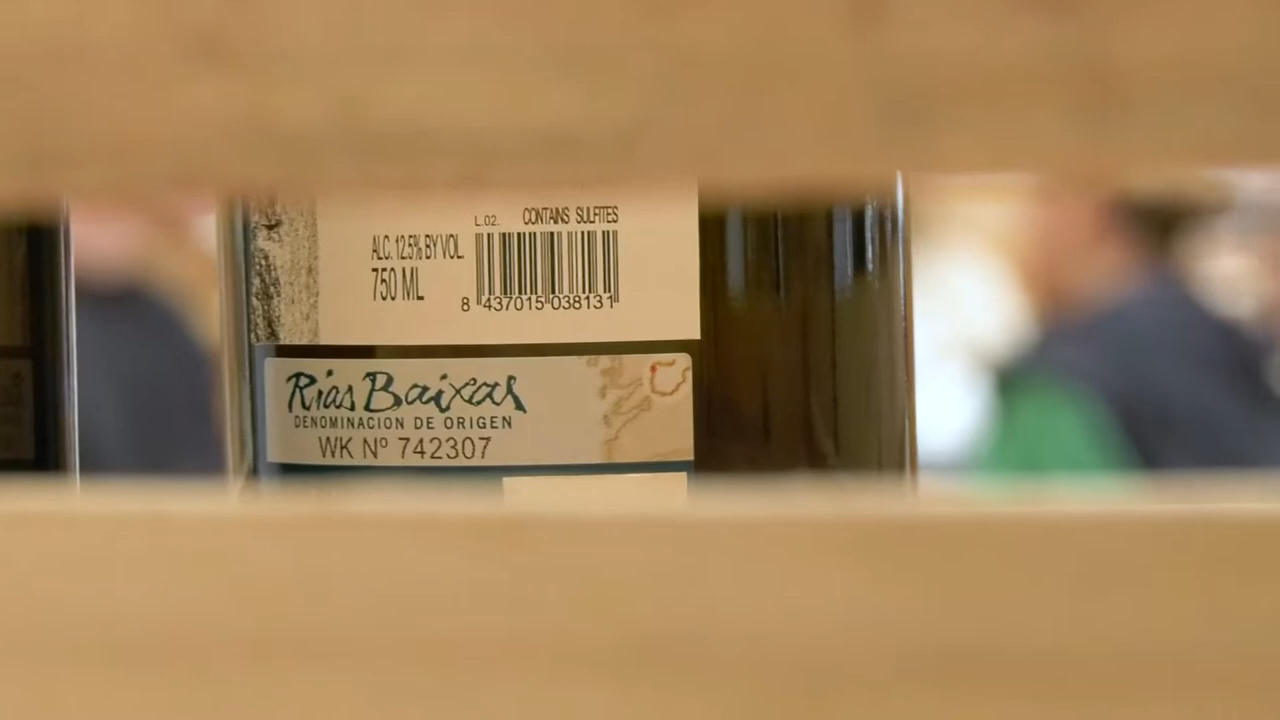 L.02. CONTAINS SULFITES
ALC. 12.5% BY VOL.
750 ML
8 437015 038131
Rías Baixas
DENOMINACION DE ORIGEN
WK Nº 742307